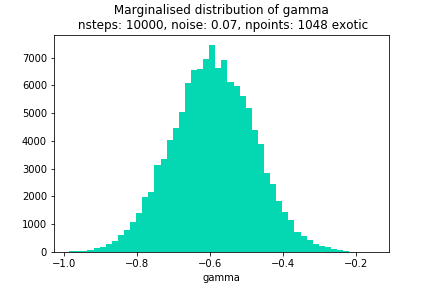 Marginalised distribution of gamma
nsteps: 10000, noise: 0.07, npoints: 1048 exotic
7000
6000
5000
4000
3000
2000
1000
0
−1.0 −0.8 −0.6 −0.4 −0.2
gamma